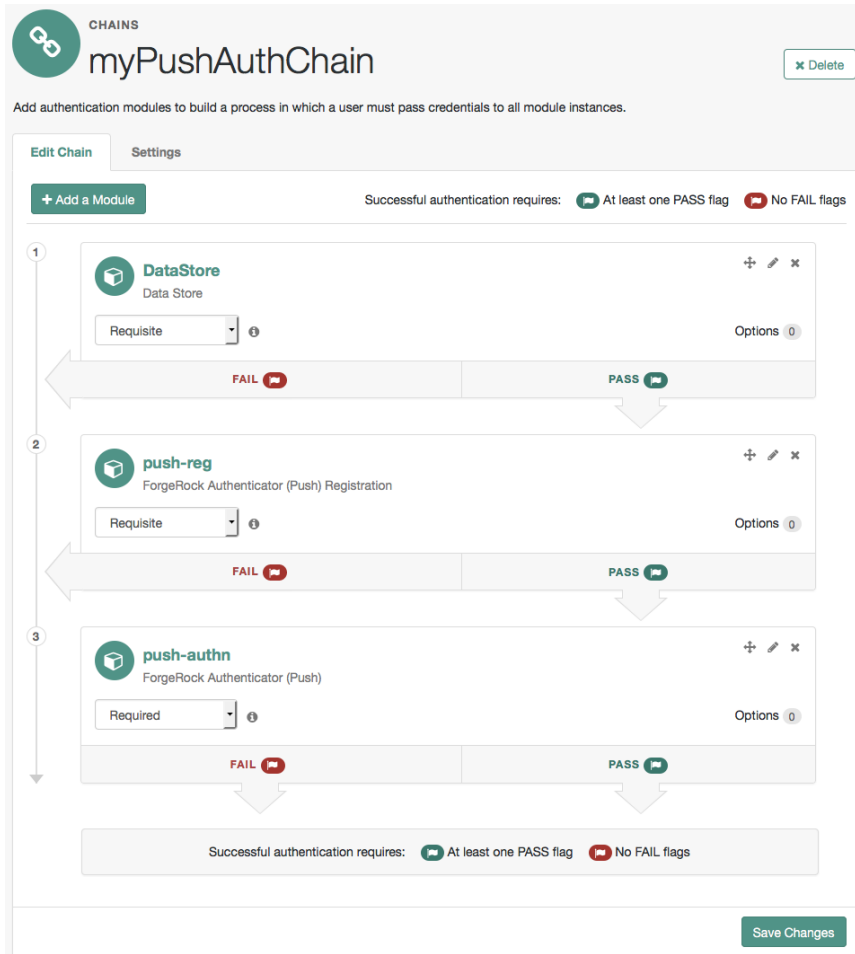 CHAINS
myPushAuthChain
Delete
Add authentication modules to build a process in which a user must pass credentials to all module instances.
Edit Chain Settings
+ Add a Module Successful authentication requires: At least one PASS flag No FAIL flags
1
DataStore
Data Store
Requisite Options 0
FAIL PASS
2
push-reg
ForgeRock Authenticator (Push) Registration
Requisite Options 0
FAIL PASS
3
push-authn
ForgeRock Authenticator (Push)
Required Options 0
FAIL PASS
Successful authentication requires: At least one PASS flag No FAIL flags
Save Changes